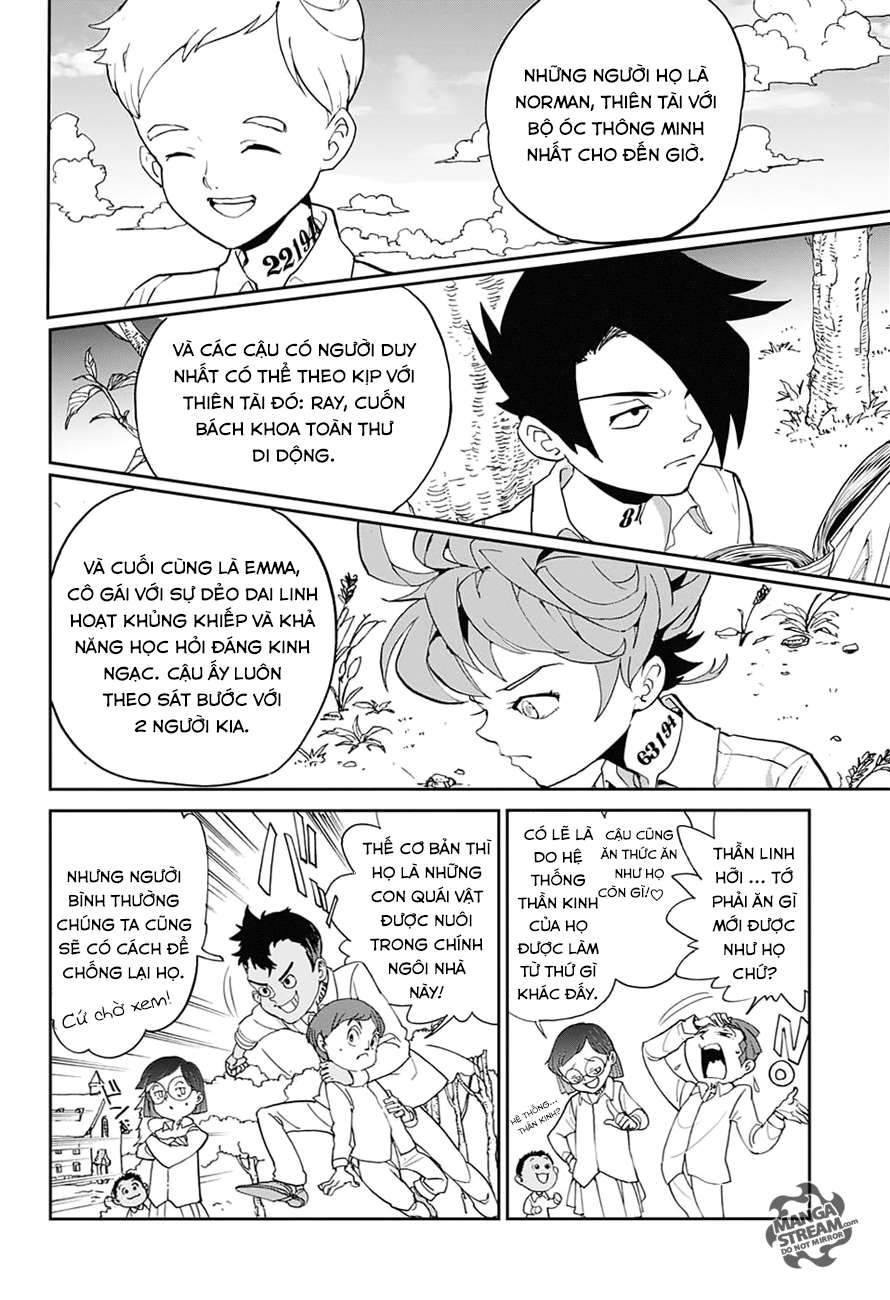 NHỮNG NGƯỜI HỌ LÀ
NORMAN, THIÊN TÀI VỚI
BỘ ÓC THÔNG MINH
NHẤT CHO ĐẾN GIỜ.
22194
VÀ CÁC CẬU CÓ NGƯỜI DUY
NHẤT CÓ THỂ THEO KỊP VỚI
THIÊN TÀI ĐÓ: RAY, CUỐN
BÁCH KHOA TOÀN THƯ
DI DỘNG.
81
VÀ CUỐI CÙNG LÀ EMMA,
CÔ GÁI VỚI SỰ DẺO DAI LINH
HOẠT KHỦNG KHIẾP VÀ KHẢ
NĂNG HỌC HỎI ĐÁNG KINH
NGẠC. CẬU ẤY LUÔN
THEO SÁT BƯỚC VỚI
2 NGƯỜI KIA.
63194
THẦN LINH
HỠI ... TỚ
PHẢI ĂN GÌ
MỚI ĐƯỢC
NHƯ HỌ
CHỨ?
CẬU CŨNG
ĂN THỨC ĂN
NHƯ HỌ
CÒN GÌ!♡
CÓ LẼ LÀ
DO HỆ
THỐNG
THẦN KINH
CỦA HỌ
ĐƯỢC LÀM
TỪ THỨ GÌ
KHÁC ĐẤY.
HỆ THỐNG...
THẦN KINH?
THẾ CƠ BẢN THÌ
HỌ LÀ NHỮNG
CON QUÁI VẬT
ĐƯỢC NUÔI
TRONG CHÍNH
NGÔI NHÀ
NÀY!
NHƯNG NGƯỜI
BÌNH THƯỜNG
CHÚNG TA CŨNG
SẼ CÓ CÁCH ĐỂ
CHỐNG LẠI HỌ.
Cứ chờ xem!
MANGA
STREAM.com
DO NOT MIRROR